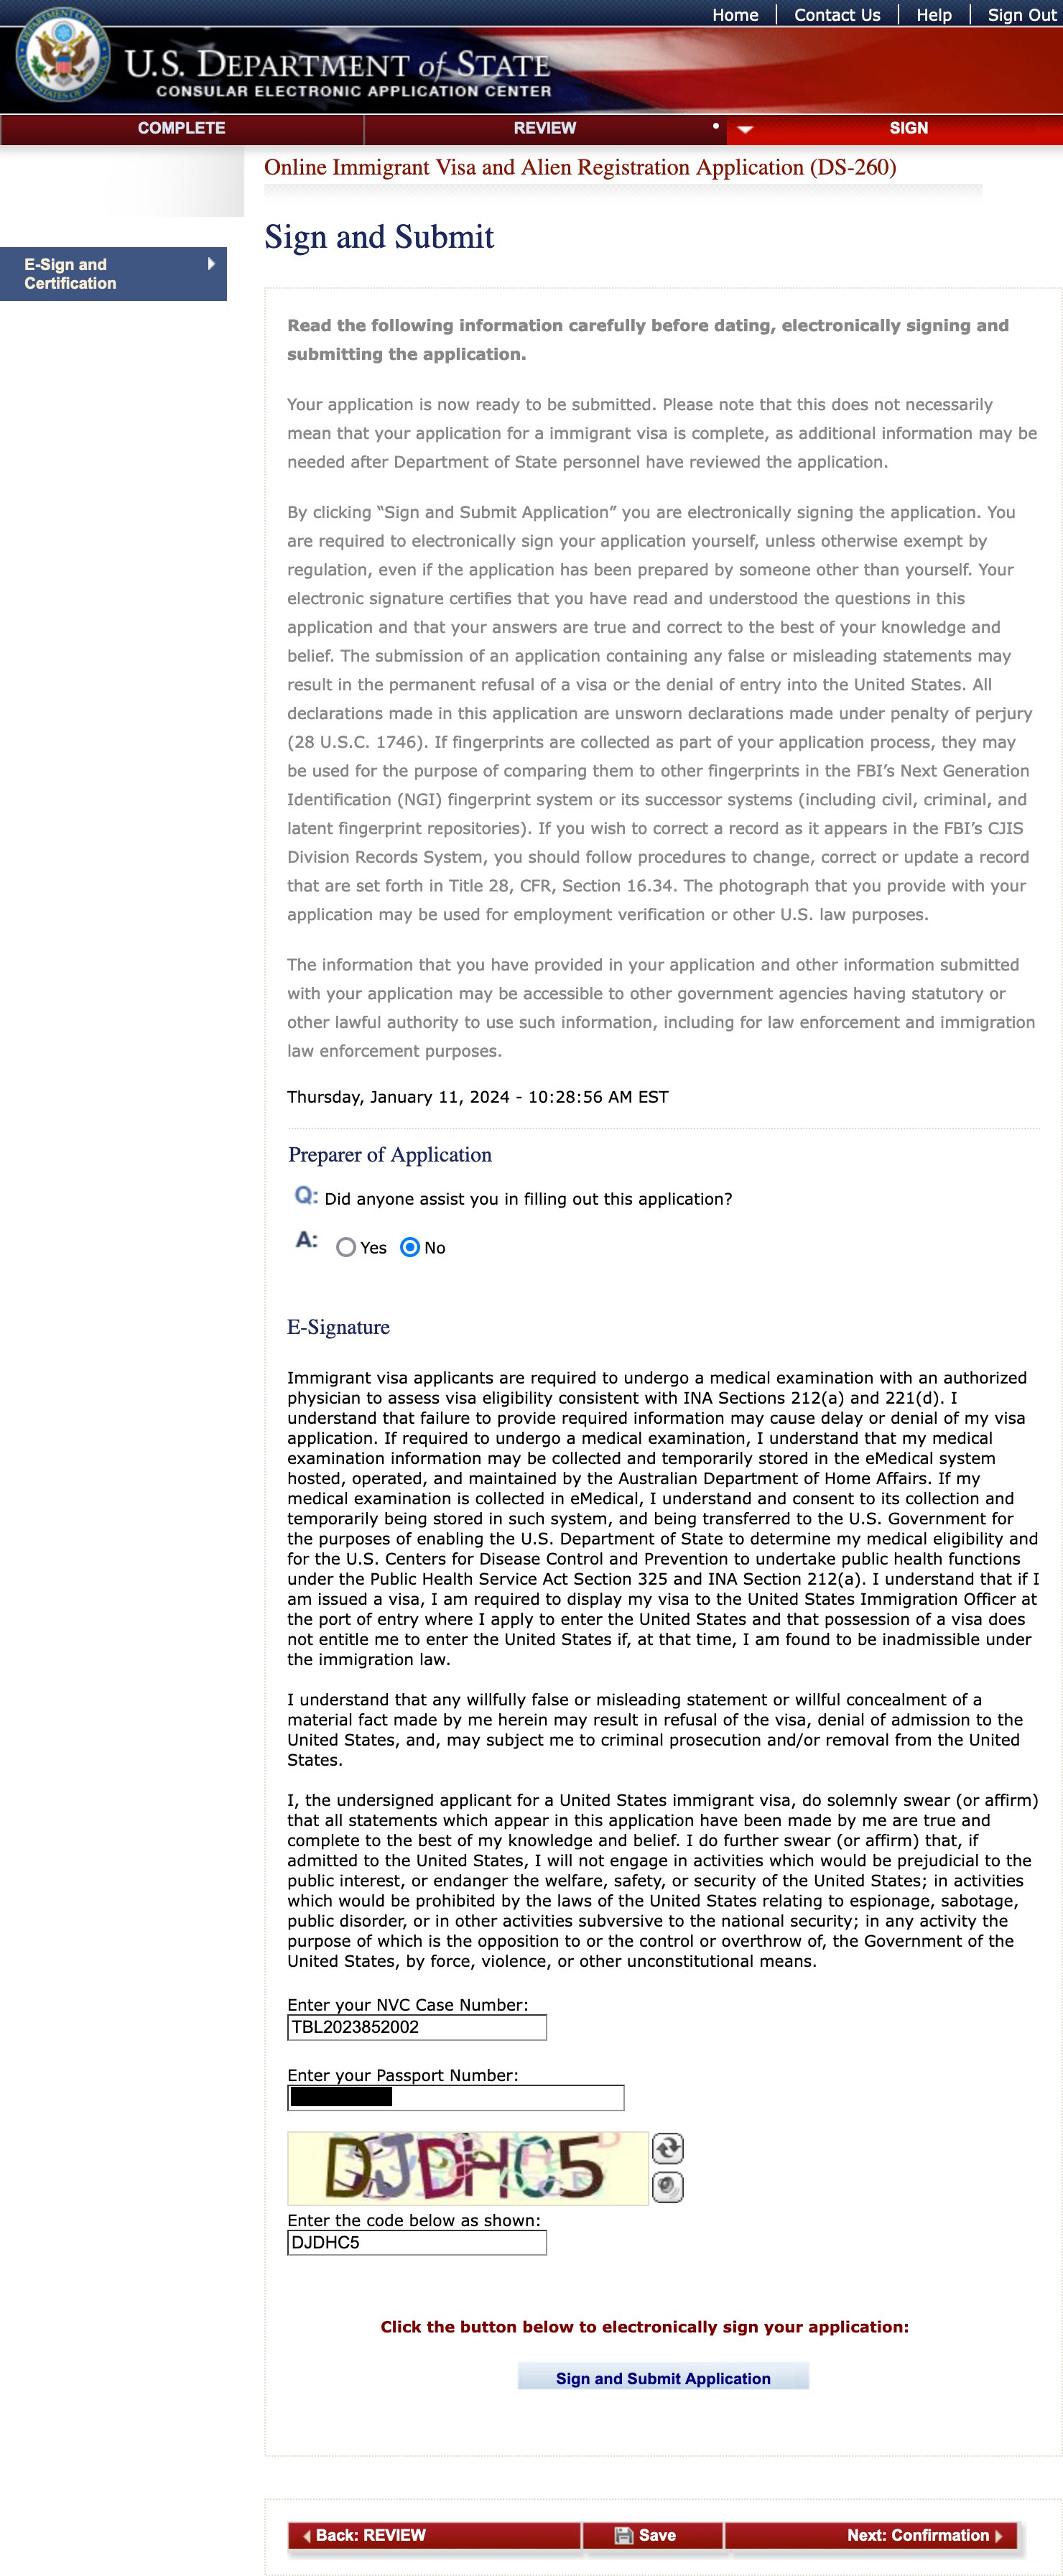 Home | Contact Us | Help | Sign Out
U.S. DEPARTMENT of STATE
CONSULAR ELECTRONIC APPLICATION CENTER
COMPLETE
REVIEW
SIGN
Online Immigrant Visa and Alien Registration Application (DS-260)
Sign and Submit
E-Sign and
Certification
Read the following information carefully before dating, electronically signing and
submitting the application.
Your application is now ready to be submitted. Please note that this does not necessarily
mean that your application for a immigrant visa is complete, as additional information may be
needed after Department of State personnel have reviewed the application.
By clicking “Sign and Submit Application” you are electronically signing the application. You
are required to electronically sign your application yourself, unless otherwise exempt by
regulation, even if the application has been prepared by someone other than yourself. Your
electronic signature certifies that you have read and understood the questions in this
application and that your answers are true and correct to the best of your knowledge and
belief. The submission of an application containing any false or misleading statements may
result in the permanent refusal of a visa or the denial of entry into the United States. All
declarations made in this application are unsworn declarations made under penalty of perjury
(28 U.S.C. 1746). If fingerprints are collected as part of your application process, they may
be used for the purpose of comparing them to other fingerprints in the FBI’s Next Generation
Identification (NGI) fingerprint system or its successor systems (including civil, criminal, and
latent fingerprint repositories). If you wish to correct a record as it appears in the FBI’s CJIS
Division Records System, you should follow procedures to change, correct or update a record
that are set forth in Title 28, CFR, Section 16.34. The photograph that you provide with your
application may be used for employment verification or other U.S. law purposes.
The information that you have provided in your application and other information submitted
with your application may be accessible to other government agencies having statutory or
other lawful authority to use such information, including for law enforcement and immigration
law enforcement purposes.
Thursday, January 11, 2024 - 10:28:56 AM EST
Preparer of Application
Q: Did anyone assist you in filling out this application?
A: Yes No
E-Signature
Immigrant visa applicants are required to undergo a medical examination with an authorized
physician to assess visa eligibility consistent with INA Sections 212(a) and 221(d). I
understand that failure to provide required information may cause delay or denial of my visa
application. If required to undergo a medical examination, I understand that my medical
examination information may be collected and temporarily stored in the eMedical system
hosted, operated, and maintained by the Australian Department of Home Affairs. If my
medical examination is collected in eMedical, I understand and consent to its collection and
temporarily being stored in such system, and being transferred to the U.S. Government for
the purposes of enabling the U.S. Department of State to determine my medical eligibility and
for the U.S. Centers for Disease Control and Prevention to undertake public health functions
under the Public Health Service Act Section 325 and INA Section 212(a). I understand that if I
am issued a visa, I am required to display my visa to the United States Immigration Officer at
the port of entry where I apply to enter the United States and that possession of a visa does
not entitle me to enter the United States if, at that time, I am found to be inadmissible under
the immigration law.
I understand that any willfully false or misleading statement or willful concealment of a
material fact made by me herein may result in refusal of the visa, denial of admission to the
United States, and, may subject me to criminal prosecution and/or removal from the United
States.
I, the undersigned applicant for a United States immigrant visa, do solemnly swear (or affirm)
that all statements which appear in this application have been made by me are true and
complete to the best of my knowledge and belief. I do further swear (or affirm) that, if
admitted to the United States, I will not engage in activities which would be prejudicial to the
public interest, or endanger the welfare, safety, or security of the United States; in activities
which would be prohibited by the laws of the United States relating to espionage, sabotage,
public disorder, or in other activities subversive to the national security; in any activity the
purpose of which is the opposition to or the control or overthrow of, the Government of the
United States, by force, violence, or other unconstitutional means.
Enter your NVC Case Number:
TBL2023852002
Enter your Passport Number:
DJDHC5
Enter the code below as shown:
DJDHC5
Click the button below to electronically sign your application:
Sign and Submit Application
Back: REVIEW
Save
Next: Confirmation